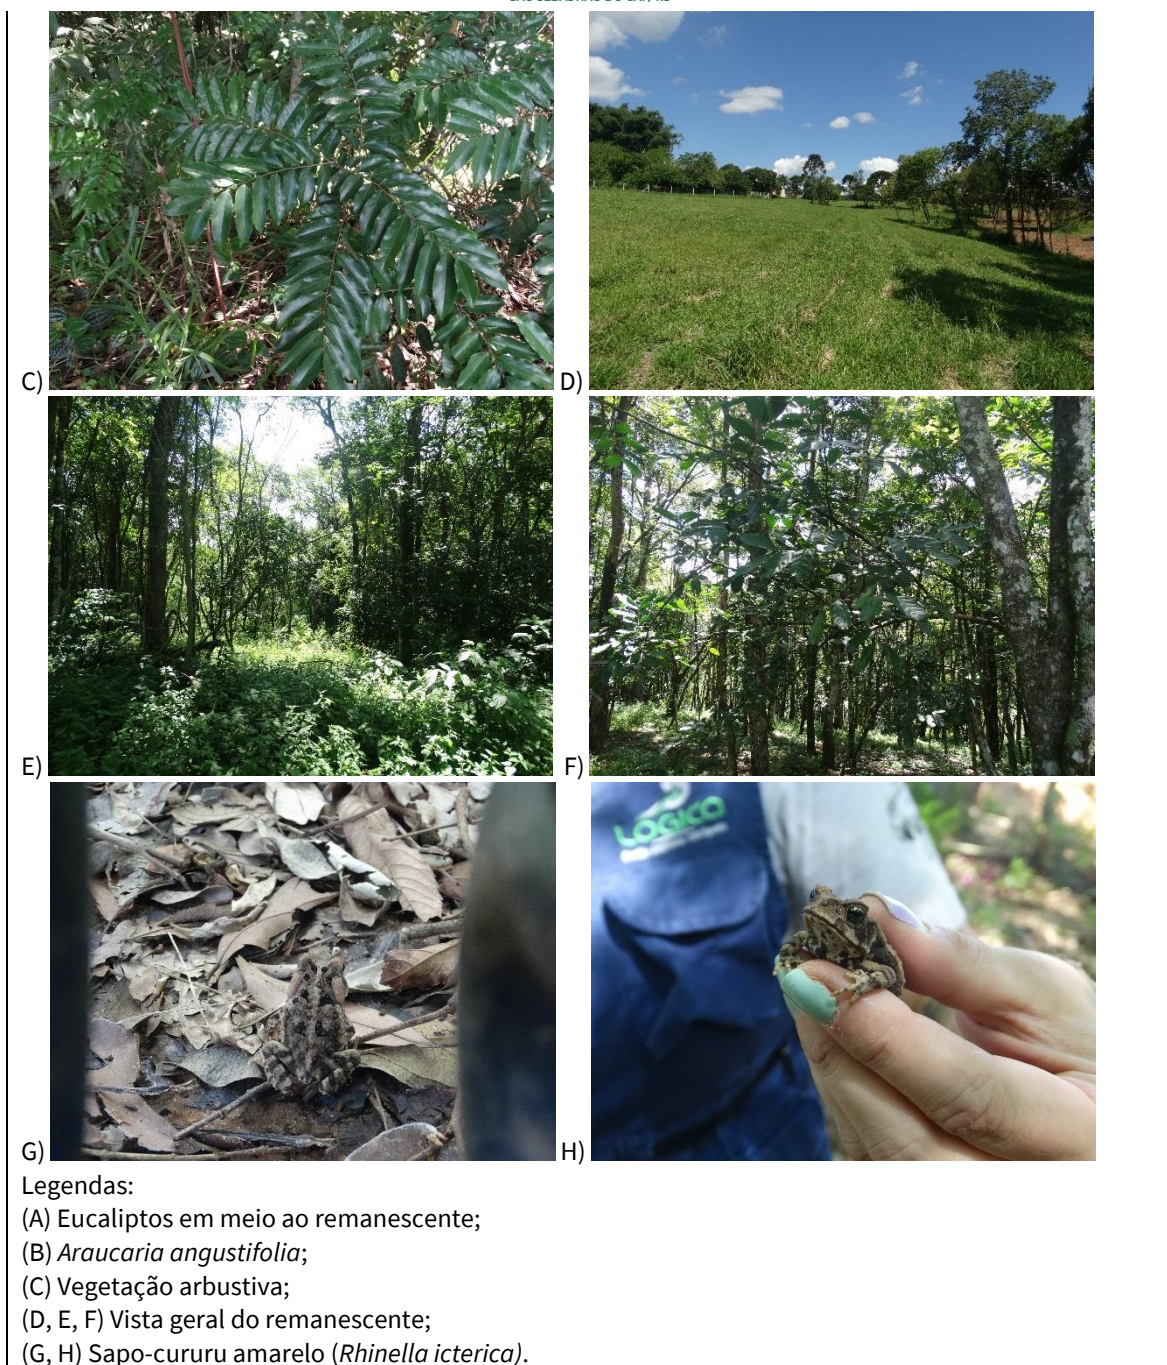 C)
D)
E)
F)
LÓGICA
G)
H)
Legendas:
(A) Eucaliptos em meio ao remanescente;
(B) Araucaria angustifolia;
(C) Vegetação arbustiva;
(D, E, F) Vista geral do remanescente;
(G, H) Sapo-cururu amarelo (Rhinella icterica).